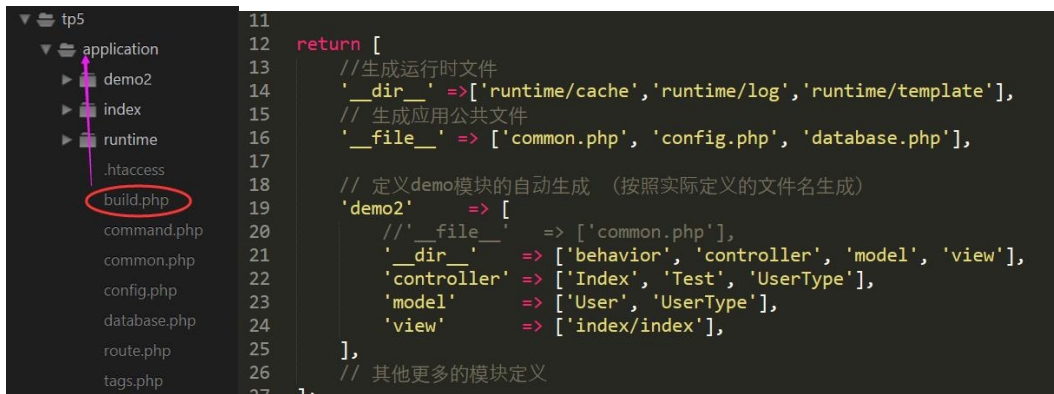 tp5
application
demo2
index
runtime
.htaccess
build.php
command.php
common.php
config.php
database.php
route.php
tags.php
11
12 return [
13 //生成运行时文件
14 '__dir__' =>['runtime/cache','runtime/log','runtime/template'],
15 // 生成应用公共文件
16 '__file__' => ['common.php', 'config.php', 'database.php'],
17
18 // 定义demo模块的自动生成 （按照实际定义的文件名生成）
19 'demo2' => [
20 //'__file__' => ['common.php'],
21 '__dir__' => ['behavior', 'controller', 'model', 'view'],
22 'controller' => ['Index', 'Test', 'UserType'],
23 'model' => ['User', 'UserType'],
24 'view' => ['index/index'],
25 ],
26 // 其他更多的模块定义
27 ];